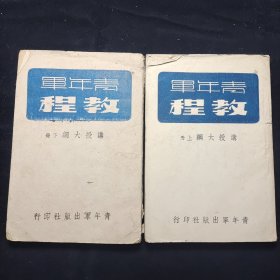 青年軍
教程
講授大綱 上冊
青年軍出版社印行
青年軍
教程
講授大綱 下冊
青年軍出版社印行